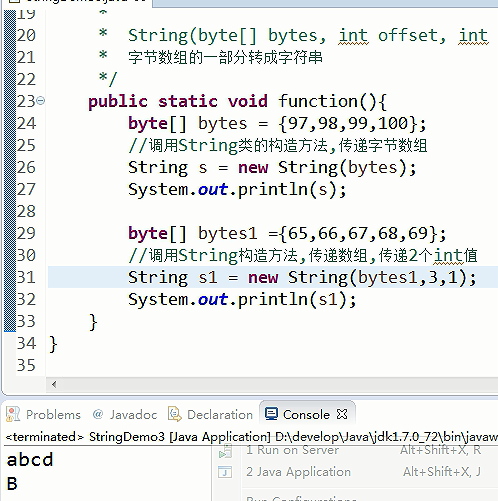 StringDemo3.java
19 *
20 * String(byte[] bytes, int offset, int
21 * 字节数组的一部分转成字符串
22 */
23 public static void function(){
24 byte[] bytes = {97,98,99,100};
25 //调用String类的构造方法,传递字节数组
26 String s = new String(bytes);
27 System.out.println(s);
28
29 byte[] bytes1 ={65,66,67,68,69};
30 //调用String构造方法,传递数组,传递2个int值
31 String s1 = new String(bytes1,3,1);
32 System.out.println(s1);
33 }
34 }
35
Problems @ Javadoc Declaration Console
<terminated> StringDemo3 [Java Application] D:\develop\Java\jdk1.7.0_72\bin\javaw
abcd
B
1 Run on Server Alt+Shift+X, R
2 Java Application Alt+Shift+X, J
Run Configurations